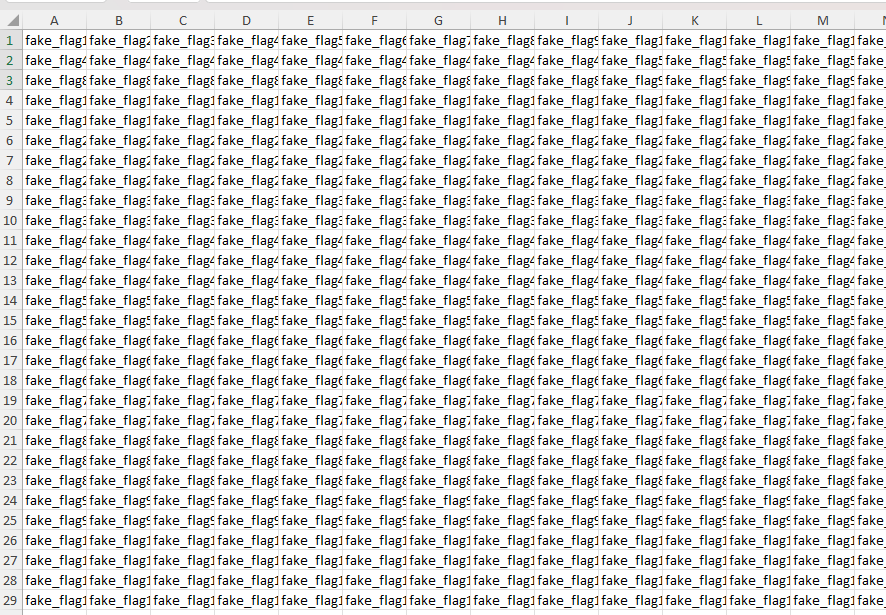 A B C D E F G H I J K L M
1 fake_flag1 fake_flag2 fake_flag3 fake_flag4 fake_flag5 fake_flag6 fake_flag7 fake_flag8 fake_flag9 fake_flag1 fake_flag1 fake_flag1 fake_flag1 fake_
2 fake_flag4 fake_flag4 fake_flag4 fake_flag4 fake_flag4 fake_flag4 fake_flag4 fake_flag4 fake_flag4 fake_flag5 fake_flag5 fake_flag5 fake_flag5 fake_
3 fake_flag8 fake_flag8 fake_flag8 fake_flag8 fake_flag8 fake_flag8 fake_flag8 fake_flag8 fake_flag8 fake_flag9 fake_flag9 fake_flag9 fake_flag9 fake_
4 fake_flag1 fake_flag1 fake_flag1 fake_flag1 fake_flag1 fake_flag1 fake_flag1 fake_flag1 fake_flag1 fake_flag1 fake_flag1 fake_flag1 fake_flag1 fake_
5 fake_flag1 fake_flag1 fake_flag1 fake_flag1 fake_flag1 fake_flag1 fake_flag1 fake_flag1 fake_flag1 fake_flag1 fake_flag1 fake_flag1 fake_flag1 fake_
6 fake_flag2 fake_flag2 fake_flag2 fake_flag2 fake_flag2 fake_flag2 fake_flag2 fake_flag2 fake_flag2 fake_flag2 fake_flag2 fake_flag2 fake_flag2 fake_
7 fake_flag2 fake_flag2 fake_flag2 fake_flag2 fake_flag2 fake_flag2 fake_flag2 fake_flag2 fake_flag2 fake_flag2 fake_flag2 fake_flag2 fake_flag2 fake_
8 fake_flag2 fake_flag2 fake_flag2 fake_flag2 fake_flag2 fake_flag2 fake_flag2 fake_flag2 fake_flag2 fake_flag2 fake_flag2 fake_flag2 fake_flag2 fake_
9 fake_flag3 fake_flag3 fake_flag3 fake_flag3 fake_flag3 fake_flag3 fake_flag3 fake_flag3 fake_flag3 fake_flag3 fake_flag3 fake_flag3 fake_flag3 fake_
10 fake_flag3 fake_flag3 fake_flag3 fake_flag3 fake_flag3 fake_flag3 fake_flag3 fake_flag3 fake_flag3 fake_flag3 fake_flag3 fake_flag3 fake_flag3 fake_
11 fake_flag4 fake_flag4 fake_flag4 fake_flag4 fake_flag4 fake_flag4 fake_flag4 fake_flag4 fake_flag4 fake_flag4 fake_flag4 fake_flag4 fake_flag4 fake_
12 fake_flag4 fake_flag4 fake_flag4 fake_flag4 fake_flag4 fake_flag4 fake_flag4 fake_flag4 fake_flag4 fake_flag4 fake_flag4 fake_flag4 fake_flag4 fake_
13 fake_flag4 fake_flag4 fake_flag4 fake_flag4 fake_flag4 fake_flag4 fake_flag4 fake_flag4 fake_flag4 fake_flag4 fake_flag4 fake_flag4 fake_flag4 fake_
14 fake_flag5 fake_flag5 fake_flag5 fake_flag5 fake_flag5 fake_flag5 fake_flag5 fake_flag5 fake_flag5 fake_flag5 fake_flag5 fake_flag5 fake_flag5 fake_
15 fake_flag5 fake_flag5 fake_flag5 fake_flag5 fake_flag5 fake_flag5 fake_flag5 fake_flag5 fake_flag5 fake_flag5 fake_flag5 fake_flag5 fake_flag5 fake_
16 fake_flag6 fake_flag6 fake_flag6 fake_flag6 fake_flag6 fake_flag6 fake_flag6 fake_flag6 fake_flag6 fake_flag6 fake_flag6 fake_flag6 fake_flag6 fake_
17 fake_flag6 fake_flag6 fake_flag6 fake_flag6 fake_flag6 fake_flag6 fake_flag6 fake_flag6 fake_flag6 fake_flag6 fake_flag6 fake_flag6 fake_flag6 fake_
18 fake_flag6 fake_flag6 fake_flag6 fake_flag6 fake_flag6 fake_flag6 fake_flag6 fake_flag6 fake_flag6 fake_flag6 fake_flag6 fake_flag6 fake_flag6 fake_
19 fake_flag7 fake_flag7 fake_flag7 fake_flag7 fake_flag7 fake_flag7 fake_flag7 fake_flag7 fake_flag7 fake_flag7 fake_flag7 fake_flag7 fake_flag7 fake_
20 fake_flag7 fake_flag7 fake_flag7 fake_flag7 fake_flag7 fake_flag7 fake_flag7 fake_flag7 fake_flag7 fake_flag7 fake_flag7 fake_flag7 fake_flag7 fake_
21 fake_flag8 fake_flag8 fake_flag8 fake_flag8 fake_flag8 fake_flag8 fake_flag8 fake_flag8 fake_flag8 fake_flag8 fake_flag8 fake_flag8 fake_flag8 fake_
22 fake_flag8 fake_flag8 fake_flag8 fake_flag8 fake_flag8 fake_flag8 fake_flag8 fake_flag8 fake_flag8 fake_flag8 fake_flag8 fake_flag8 fake_flag8 fake_
23 fake_flag8 fake_flag8 fake_flag8 fake_flag8 fake_flag8 fake_flag8 fake_flag8 fake_flag8 fake_flag8 fake_flag8 fake_flag8 fake_flag8 fake_flag8 fake_
24 fake_flag9 fake_flag9 fake_flag9 fake_flag9 fake_flag9 fake_flag9 fake_flag9 fake_flag9 fake_flag9 fake_flag9 fake_flag9 fake_flag9 fake_flag9 fake_
25 fake_flag9 fake_flag9 fake_flag9 fake_flag9 fake_flag9 fake_flag9 fake_flag9 fake_flag9 fake_flag9 fake_flag9 fake_flag9 fake_flag9 fake_flag9 fake_
26 fake_flag1 fake_flag1 fake_flag1 fake_flag1 fake_flag1 fake_flag1 fake_flag1 fake_flag1 fake_flag1 fake_flag1 fake_flag1 fake_flag1 fake_flag1 fake_
27 fake_flag1 fake_flag1 fake_flag1 fake_flag1 fake_flag1 fake_flag1 fake_flag1 fake_flag1 fake_flag1 fake_flag1 fake_flag1 fake_flag1 fake_flag1 fake_
28 fake_flag1 fake_flag1 fake_flag1 fake_flag1 fake_flag1 fake_flag1 fake_flag1 fake_flag1 fake_flag1 fake_flag1 fake_flag1 fake_flag1 fake_flag1 fake_
29 fake_flag1 fake_flag1 fake_flag1 fake_flag1 fake_flag1 fake_flag1 fake_flag1 fake_flag1 fake_flag1 fake_flag1 fake_flag1 fake_flag1 fake_flag1 fake_